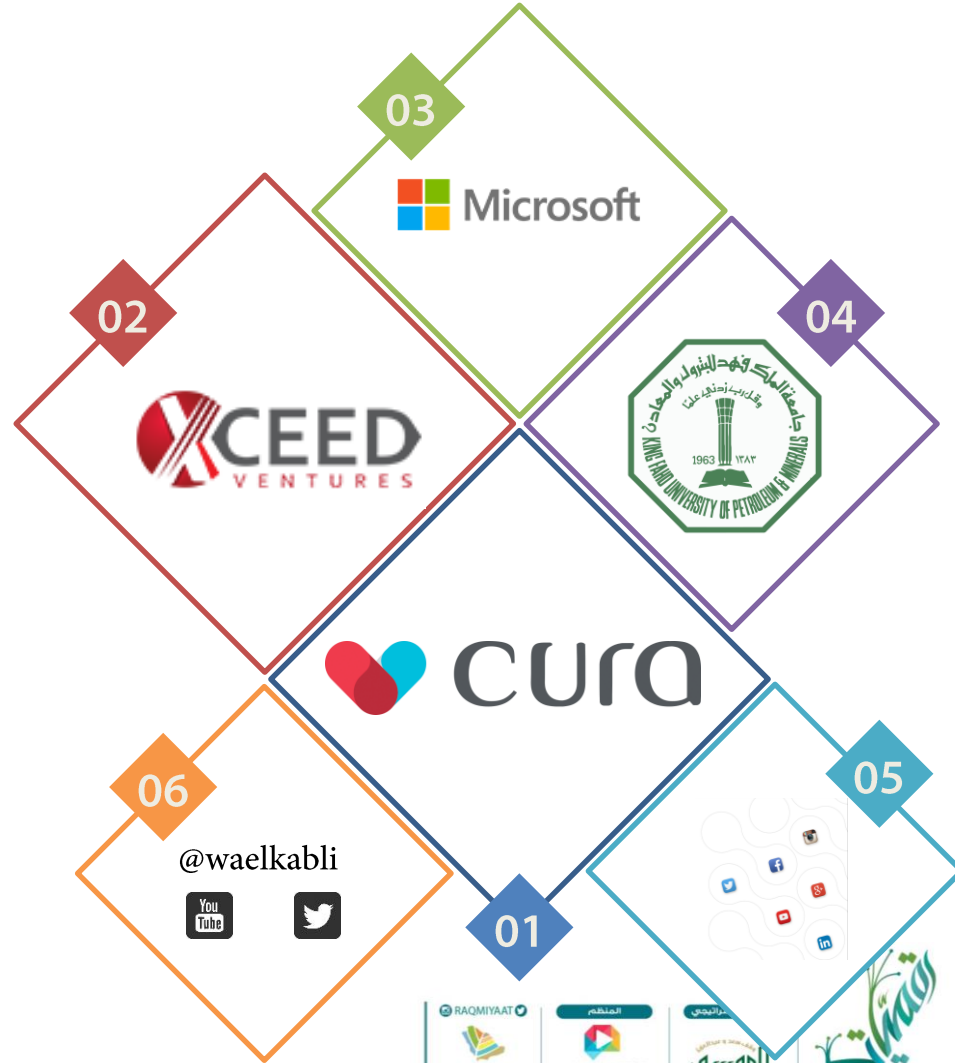 03
Microsoft
02
XCEED
VENTURES
04
جامعة الملك فهد للبترول والمعادن
وقل رب زدني علما
1963 ١٣٨٣
KING FAHD UNIVERSITY OF PETROLEUM & MINERALS
cura
06
@waelkabli
You
Tube
05
f
g+
in
01
RAQMIYAAT
المنظم